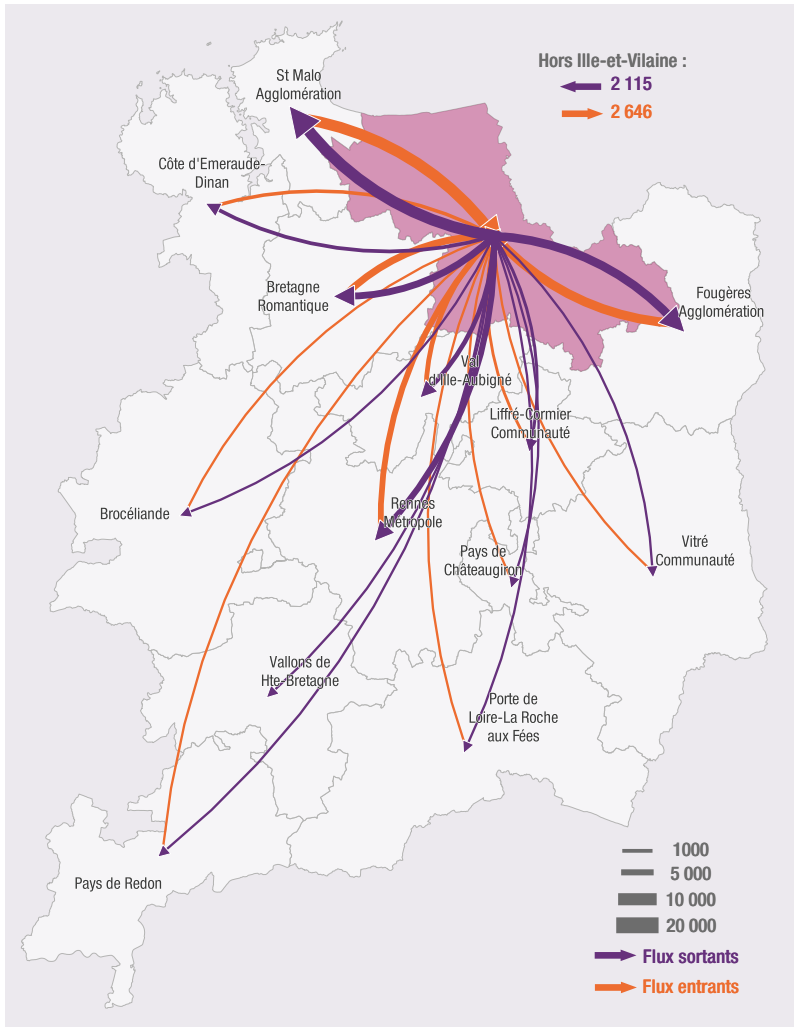 Hors Ille-et-Vilaine :
2 115
2 646
St Malo
Agglomération
Côte d'Emeraude-
Dinan
Bretagne
Romantique
Fougères
Agglomération
Val
d'Ille-Aubigné
Liffré-Cormier
Communauté
Brocéliande
Rennes
Métropole
Pays de
Châteaugiron
Vitré
Communauté
Vallons de
Hte-Bretagne
Porte de
Loire-La Roche
aux Fées
Pays de Redon
1000
5 000
10 000
20 000
Flux sortants
Flux entrants